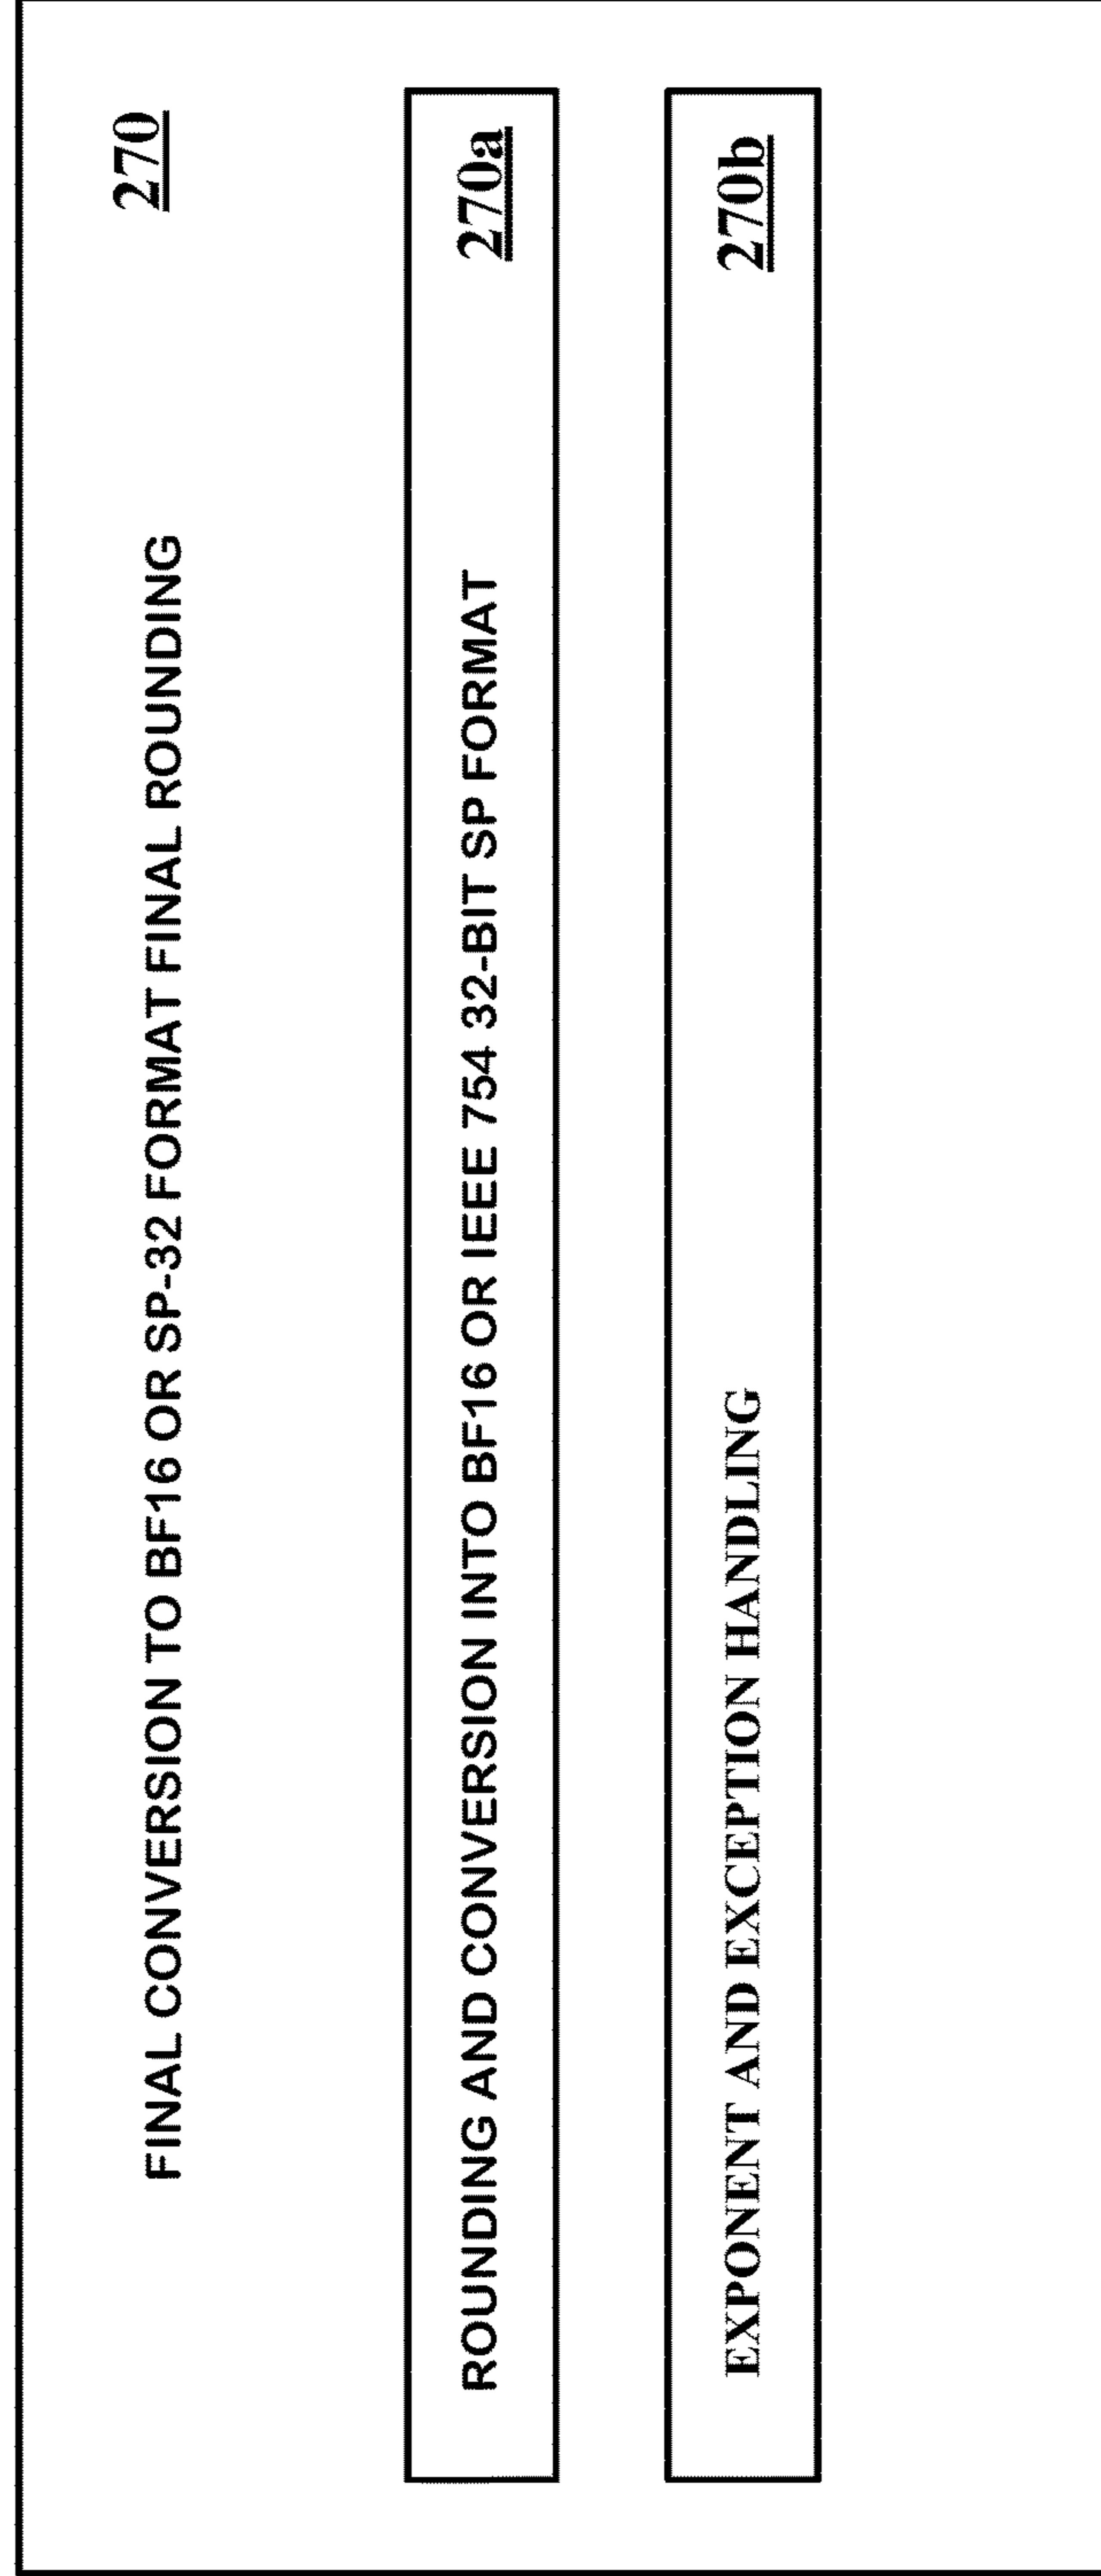 FINAL CONVERSION TO BF16 OR SP-32 FORMAT FINAL ROUNDING
270
ROUNDING AND CONVERSION INTO BF16 OR IEEE 754 32-BIT SP FORMAT
270a
EXPONENT AND EXCEPTION HANDLING
270b